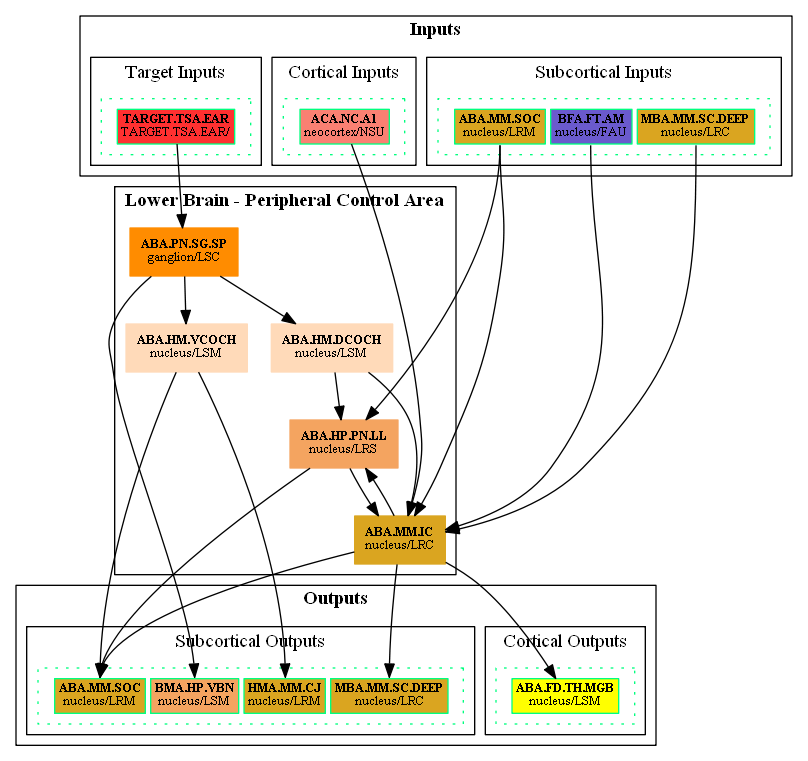 Inputs
Target Inputs
Cortical Inputs
Subcortical Inputs
TARGET.TSA.EAR
TARGET.TSA.EAR/
ACA.NC.A1
neocortex/NSU
ABA.MM.SOC
nucleus/LRM
BFA.FT.AM
nucleus/FAU
MBA.MM.SC.DEEP
nucleus/LRC
Lower Brain - Peripheral Control Area
ABA.PN.SG.SP
ganglion/LSC
ABA.HM.VCOCH
nucleus/LSM
ABA.HM.DCOCH
nucleus/LSM
ABA.HP.PN.LL
nucleus/LRS
ABA.MM.IC
nucleus/LRC
Outputs
Subcortical Outputs
Cortical Outputs
ABA.MM.SOC
nucleus/LRM
BMA.HP.VBN
nucleus/LSM
HMA.MM.CJ
nucleus/LRM
MBA.MM.SC.DEEP
nucleus/LRC
ABA.FD.TH.MGB
nucleus/LSM